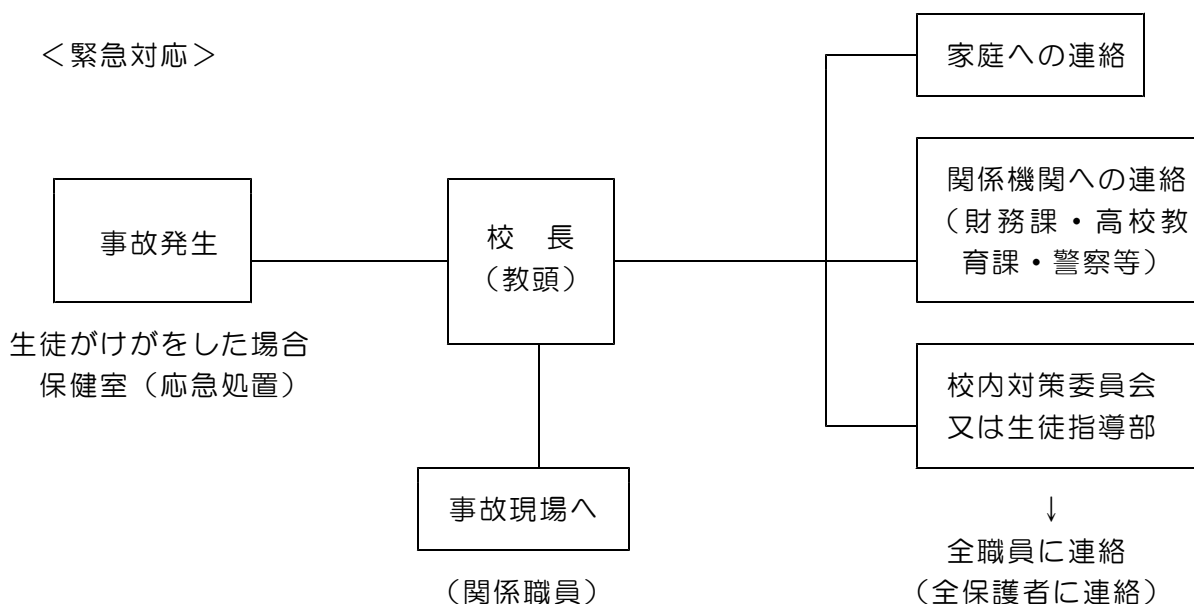 ＜緊急対応＞
家庭への連絡
関係機関への連絡
（財務課・高校教
育課・警察等）
事故発生
校　長
（教頭）
生徒がけがをした場合
保健室（応急処置）
校内対策委員会
又は生徒指導部
事故現場へ
（関係職員）
↓
全職員に連絡
（全保護者に連絡）